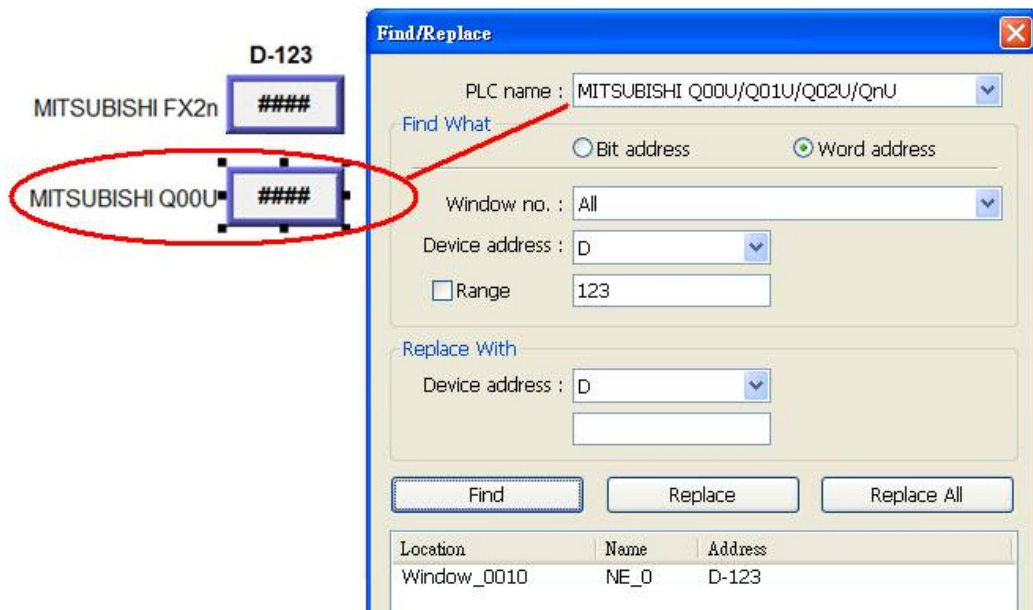 D-123
MITSUBISHI FX2n ####
MITSUBISHI Q00U ####
Find/Replace
PLC name : MITSUBISHI Q00U/Q01U/Q02U/QnU
Find What
Bit address Word address
Window no. : All
Device address : D
Range 123
Replace With
Device address : D
Find Replace Replace All
Location Name Address
Window_0010 NE_0 D-123